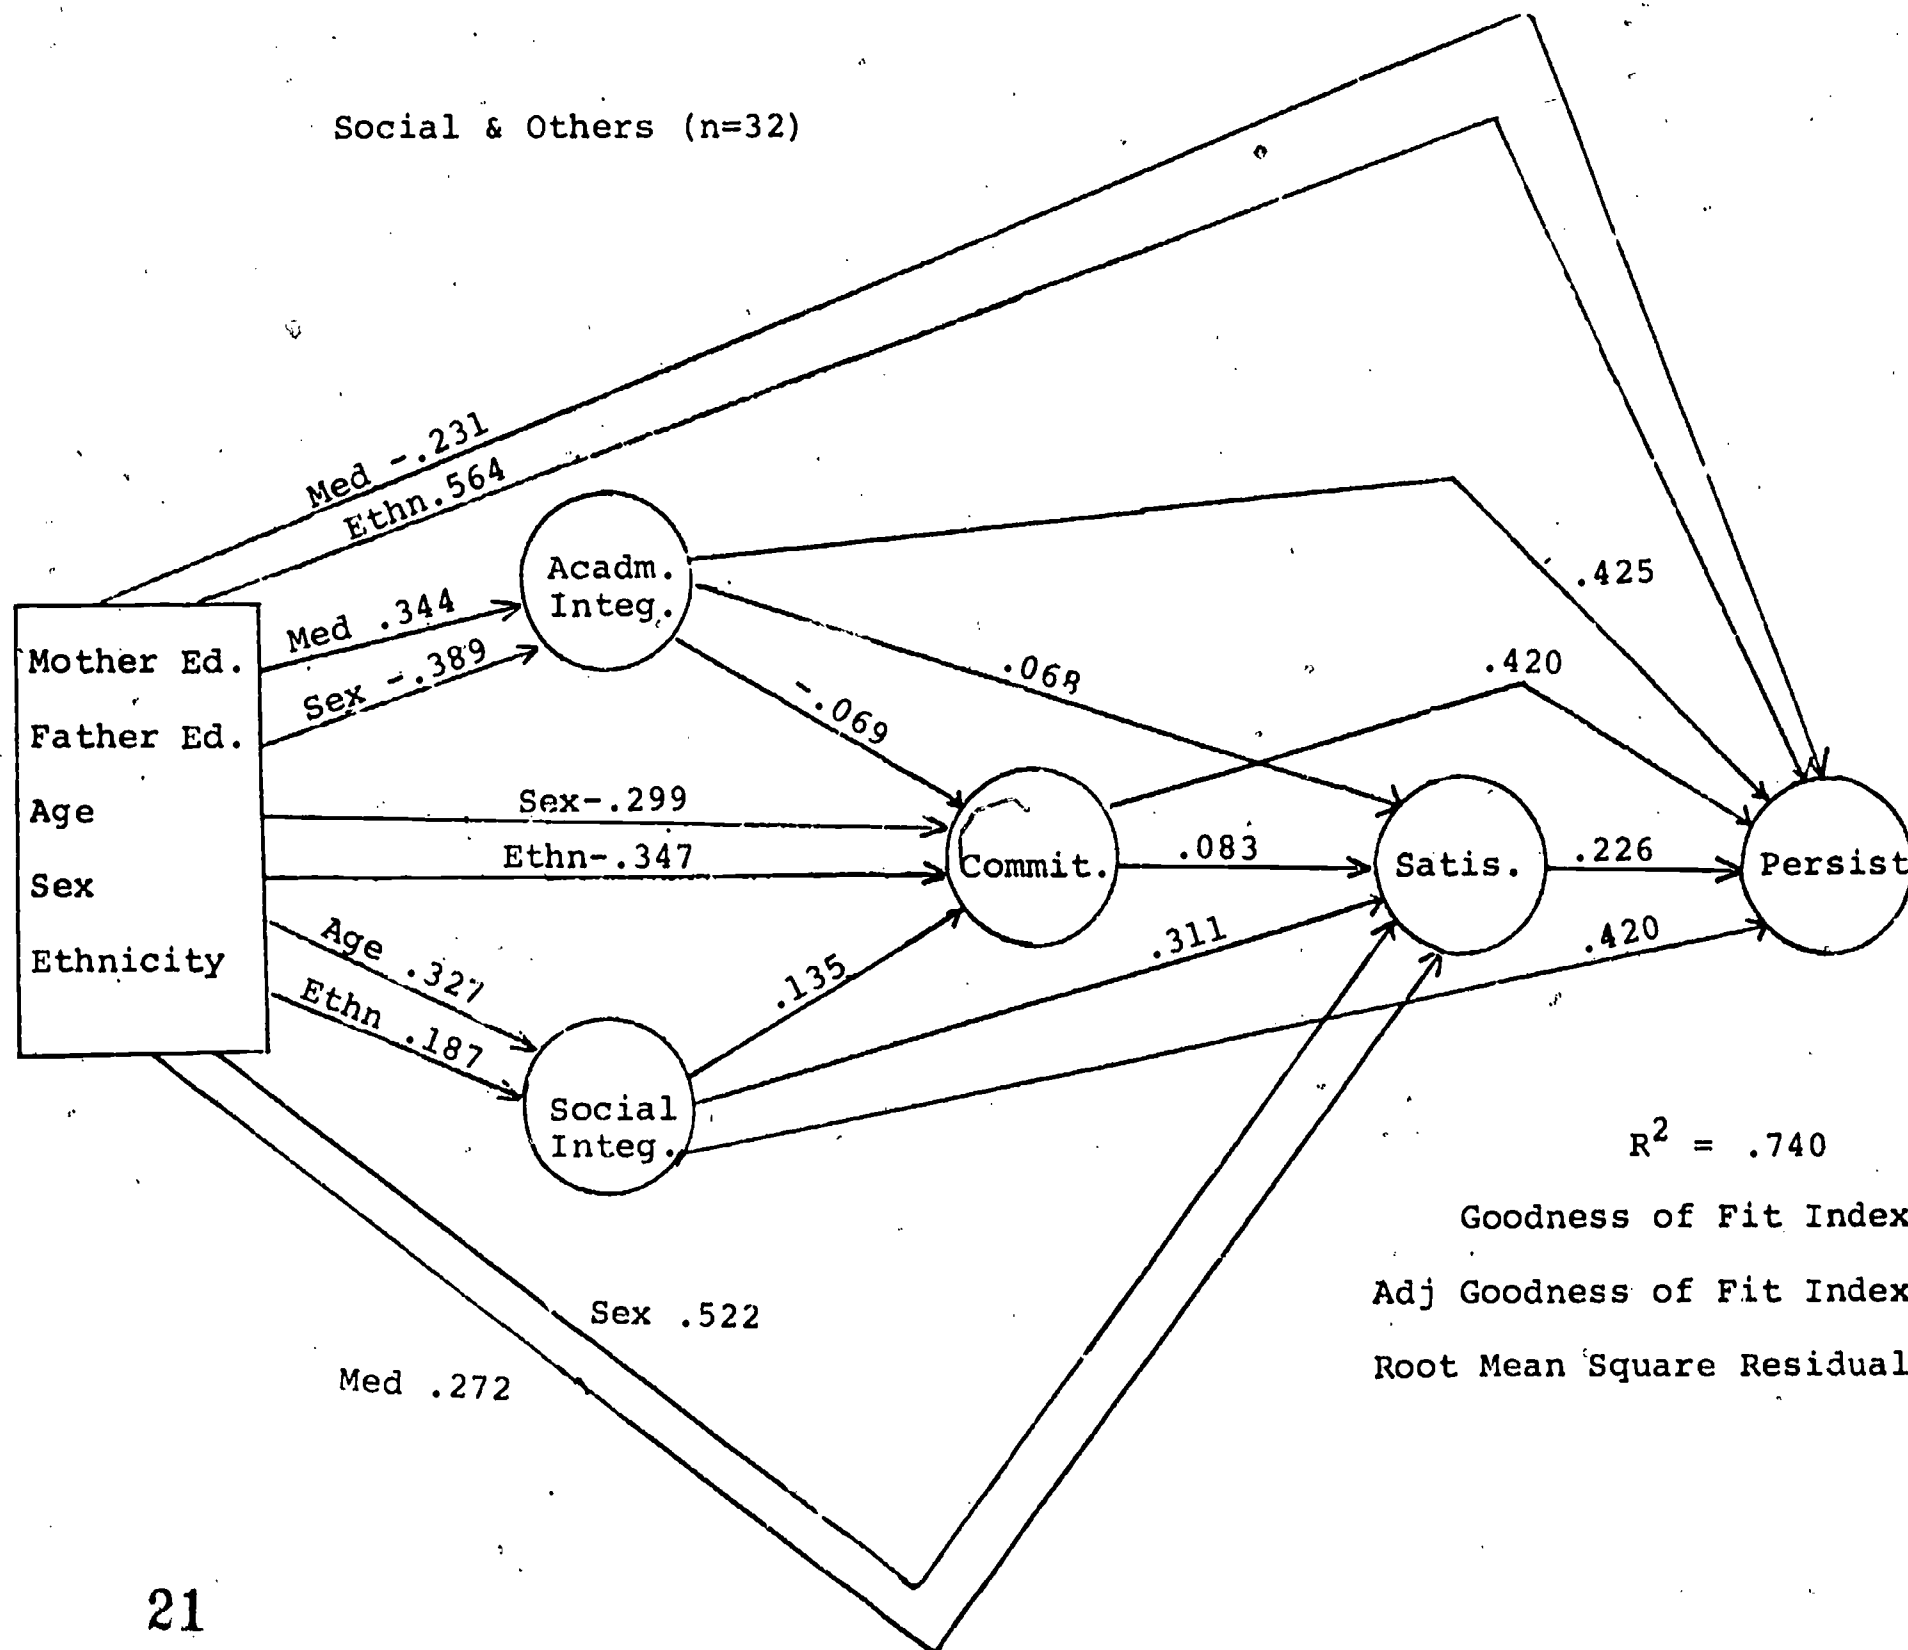 Social & Others (n=32)
Med -.231
Ethn.564
Med .344
Sex -.389
Acadm.
Integ.
.425
.068
.420
-.069
Mother Ed.
Father Ed.
Age
Sex
Ethnicity
Sex-.299
Ethn-.347
Commit.
.083
Satis.
.226
Persist
Age .327
Ethn .187
.135
.311
.420
Social
Integ.
R² = .740
Goodness of Fit Index
Adj Goodness of Fit Index
Root Mean Square Residual
Sex .522
Med .272
21